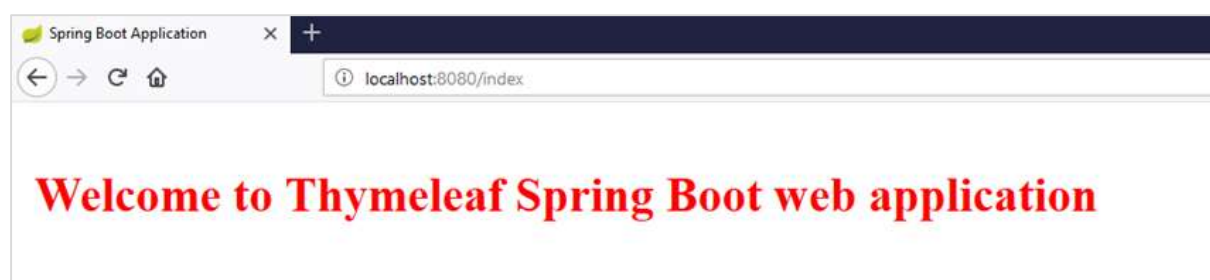 Spring Boot Application
localhost:8080/index
Welcome to Thymeleaf Spring Boot web application